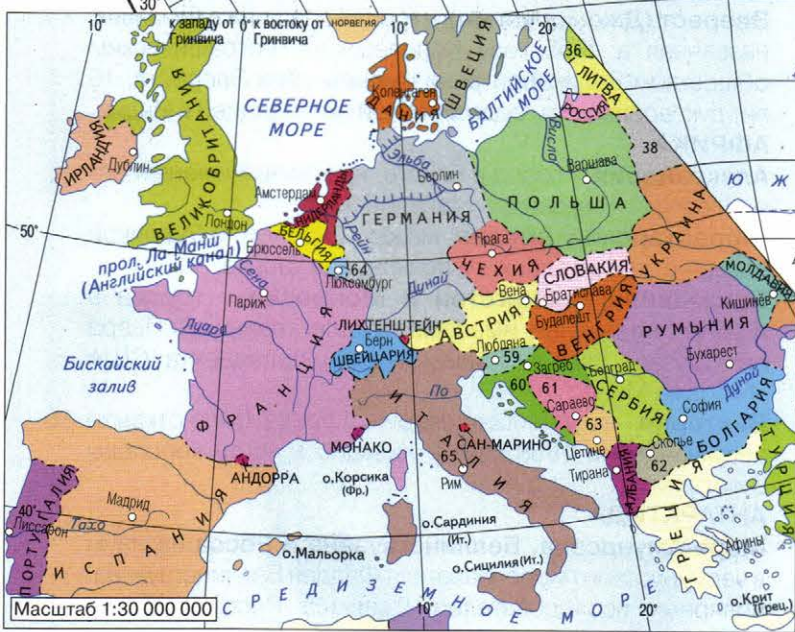 30°
10° к западу от 0° к востоку от НОРВЕГИЯ 10° 20°
Гринвича Гринвича
ШВЕЦИЯ
36
ЛИТВА
РОССИЯ
БАЛТИЙСКОЕ МОРЕ
Копенгаген
ДАНИЯ
СЕВЕРНОЕ
МОРЕ
ИРЛАНДИЯ
Дублин
ВЕЛИКОБРИТАНИЯ
Лондон
Эльба
Висла
38
Варшава
Берлин
Амстердам
НИДЕРЛАНДЫ
ПОЛЬША
Ю Ж
ГЕРМАНИЯ
50°
БЕЛЬГИЯ
Брюссель
Рейн
прол. Ла-Манш
(Английский канал)
64
Люксембург
Прага
ЧЕХИЯ
СЛОВАКИЯ
УКРАИНА
МОЛДАВИЯ
Кишинёв
Сена
Париж
Дунай
Вена
Братислава
АВСТРИЯ
Будапешт
ВЕНГРИЯ
РУМЫНИЯ
Луара
ЛИХТЕНШТЕЙН
Берн
ШВЕЙЦАРИЯ
Любляна
59
Загреб
Белград
Бухарест
Дунай
Бискайский
залив
ФРАНЦИЯ
По
60
61
Сараево
СЕРБИЯ
София
БОЛГАРИЯ
ИТАЛИЯ
63
МОНАКО
САН-МАРИНО
Цетине
Скопье
62
АНДОРРА
о.Корсика
(Фр.)
65
Рим
Тирана
АЛБАНИЯ
ТУРЦИЯ
40°
ПОРТУГАЛИЯ
Лиссабон
Тахо
Мадрид
ИСПАНИЯ
о.Сардиния
(Ит.)
о.Мальорка
ГРЕЦИЯ
Афины
о.Сицилия(Ит.)
СРЕДИЗЕМНОЕ МОРЕ
10° 20°
о.Крит
(Грец.)
Масштаб 1:30 000 000